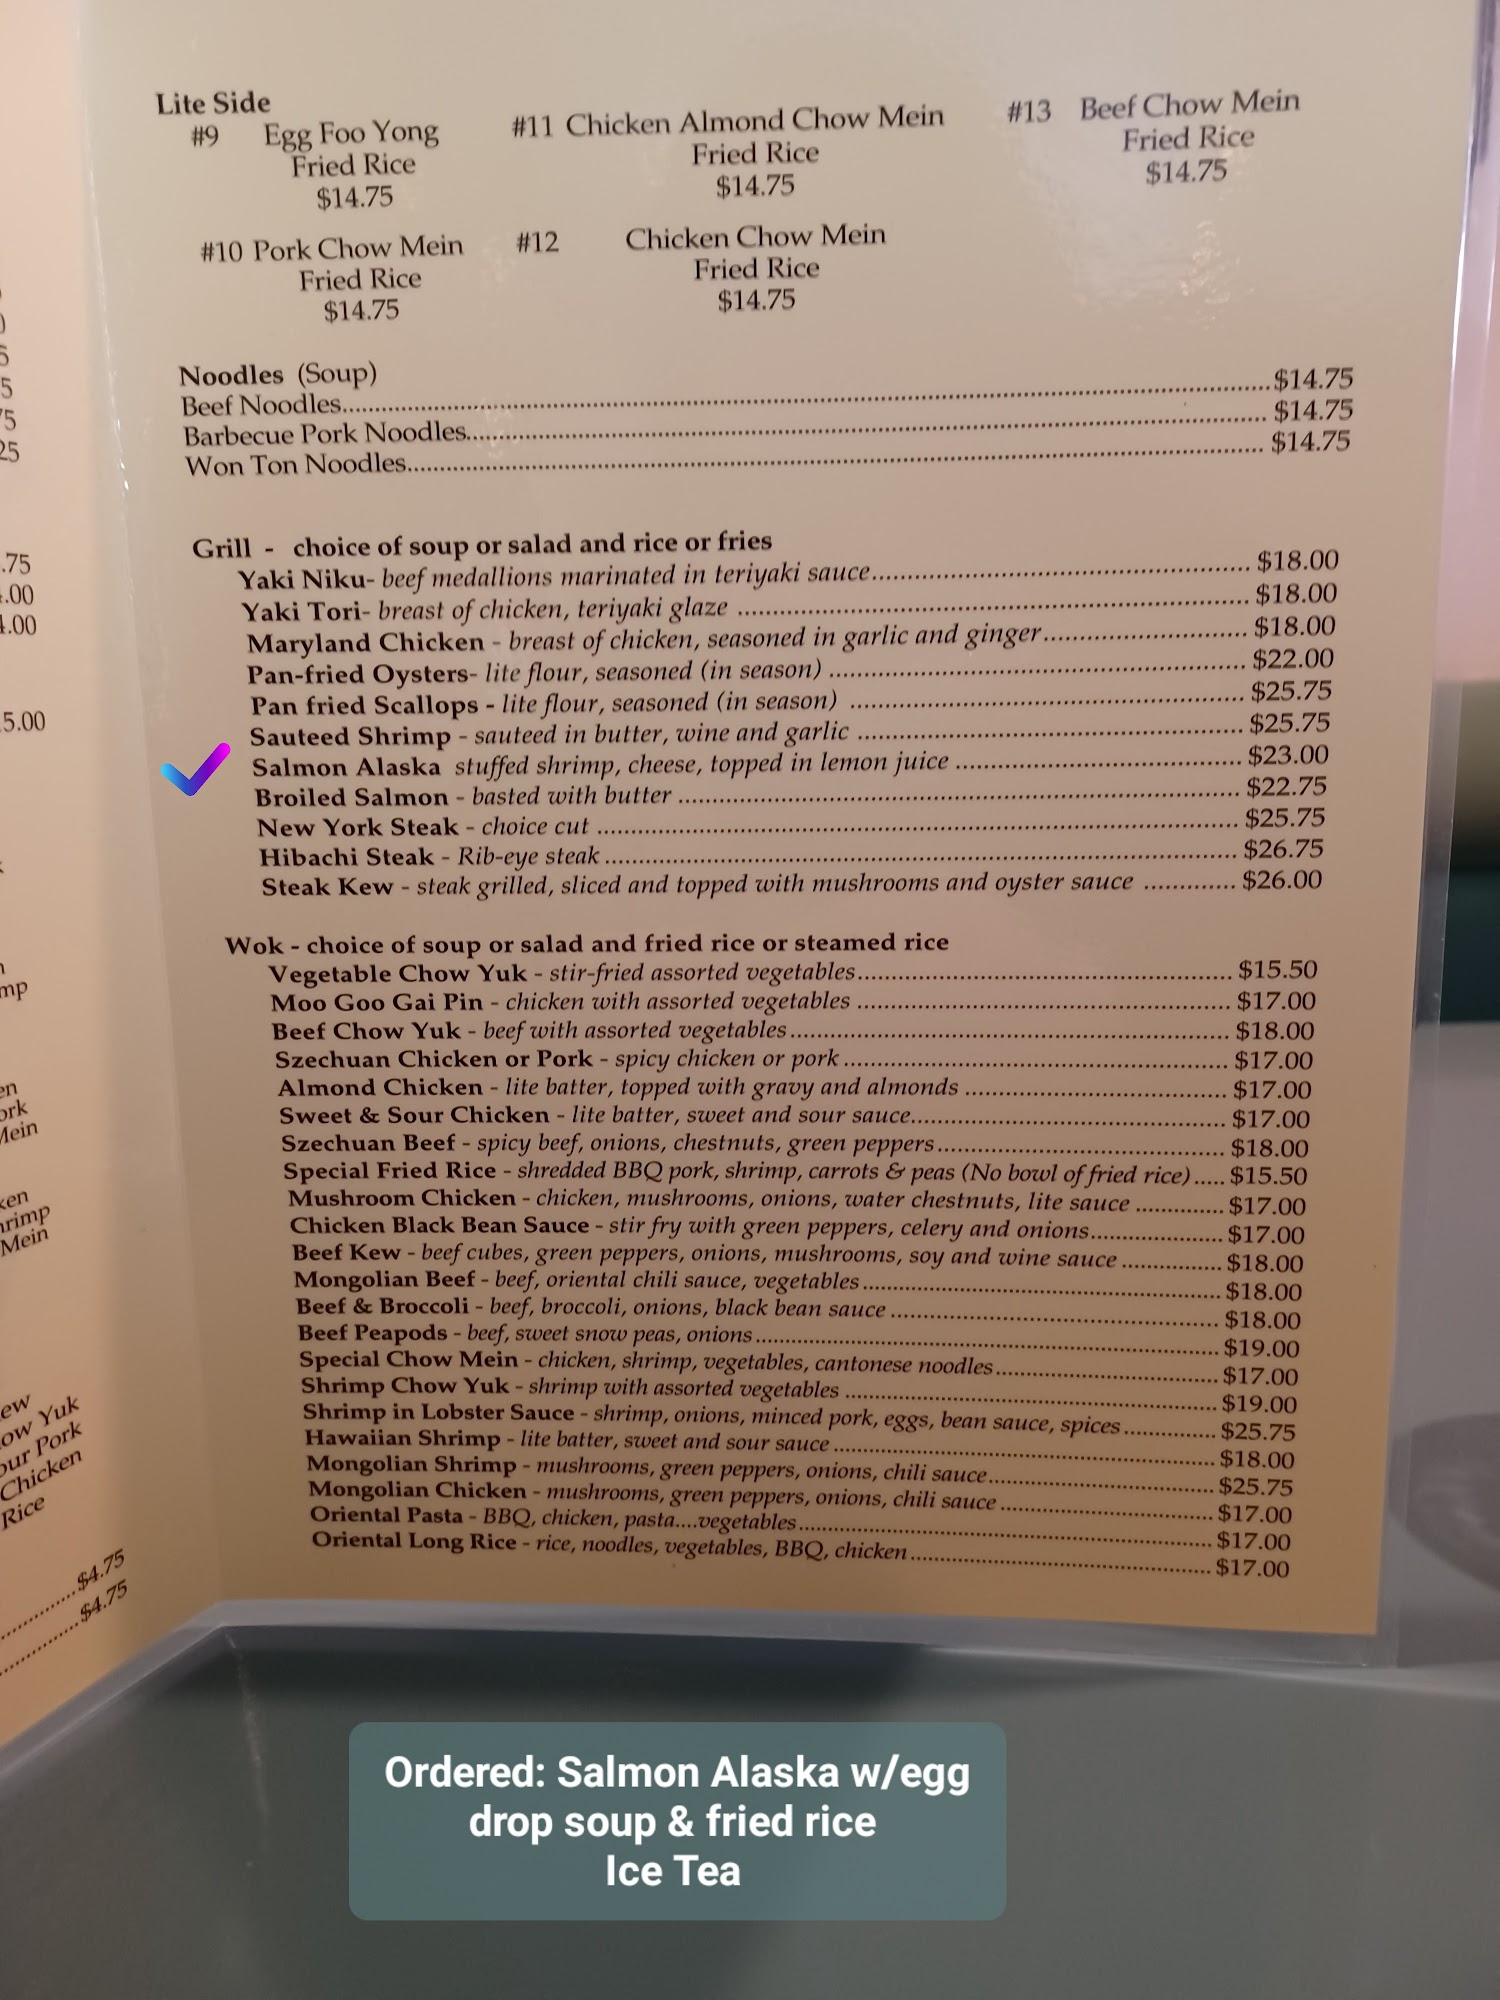 Lite Side
#9 Egg Foo Yong
Fried Rice
$14.75
#11 Chicken Almond Chow Mein
Fried Rice
$14.75
#13 Beef Chow Mein
Fried Rice
$14.75
#10 Pork Chow Mein
Fried Rice
$14.75
#12 Chicken Chow Mein
Fried Rice
$14.75
Noodles (Soup)
Beef Noodles $14.75
Barbecue Pork Noodles $14.75
Won Ton Noodles $14.75
Grill - choice of soup or salad and rice or fries
Yaki Niku- beef medallions marinated in teriyaki sauce $18.00
Yaki Tori- breast of chicken, teriyaki glaze $18.00
Maryland Chicken - breast of chicken, seasoned in garlic and ginger $18.00
Pan-fried Oysters- lite flour, seasoned (in season) $22.00
Pan fried Scallops - lite flour, seasoned (in season) $25.75
Sauteed Shrimp - sauteed in butter, wine and garlic $25.75
Salmon Alaska stuffed shrimp, cheese, topped in lemon juice $23.00
Broiled Salmon - basted with butter $22.75
New York Steak - choice cut $25.75
Hibachi Steak - Rib-eye steak $26.75
Steak Kew - steak grilled, sliced and topped with mushrooms and oyster sauce $26.00
Wok - choice of soup or salad and fried rice or steamed rice
Vegetable Chow Yuk - stir-fried assorted vegetables $15.50
Moo Goo Gai Pin - chicken with assorted vegetables $17.00
Beef Chow Yuk - beef with assorted vegetables $18.00
Szechuan Chicken or Pork - spicy chicken or pork $17.00
Almond Chicken - lite batter, topped with gravy and almonds $17.00
Sweet & Sour Chicken - lite batter, sweet and sour sauce $17.00
Szechuan Beef - spicy beef, onions, chestnuts, green peppers $18.00
Special Fried Rice - shredded BBQ pork, shrimp, carrots & peas (No bowl of fried rice) $15.50
Mushroom Chicken - chicken, mushrooms, onions, water chestnuts, lite sauce $17.00
Chicken Black Bean Sauce - stir fry with green peppers, celery and onions $17.00
Beef Kew - beef cubes, green peppers, onions, mushrooms, soy and wine sauce $18.00
Mongolian Beef - beef, oriental chili sauce, vegetables $18.00
Beef & Broccoli - beef, broccoli, onions, black bean sauce $18.00
Beef Peapods - beef, sweet snow peas, onions $19.00
Special Chow Mein - chicken, shrimp, vegetables, cantonese noodles $17.00
Shrimp Chow Yuk - shrimp with assorted vegetables $19.00
Shrimp in Lobster Sauce - shrimp, onions, minced pork, eggs, bean sauce, spices $25.75
Hawaiian Shrimp - lite batter, sweet and sour sauce $18.00
Mongolian Shrimp - mushrooms, green peppers, onions, chili sauce $25.75
Mongolian Chicken - mushrooms, green peppers, onions, chili sauce $17.00
Oriental Pasta - BBQ, chicken, pasta....vegetables $17.00
Oriental Long Rice - rice, noodles, vegetables, BBQ, chicken $17.00
Yuk
Pork
Chicken
Rice
$4.75
$4.75
Ordered: Salmon Alaska w/egg
drop soup & fried rice
Ice Tea